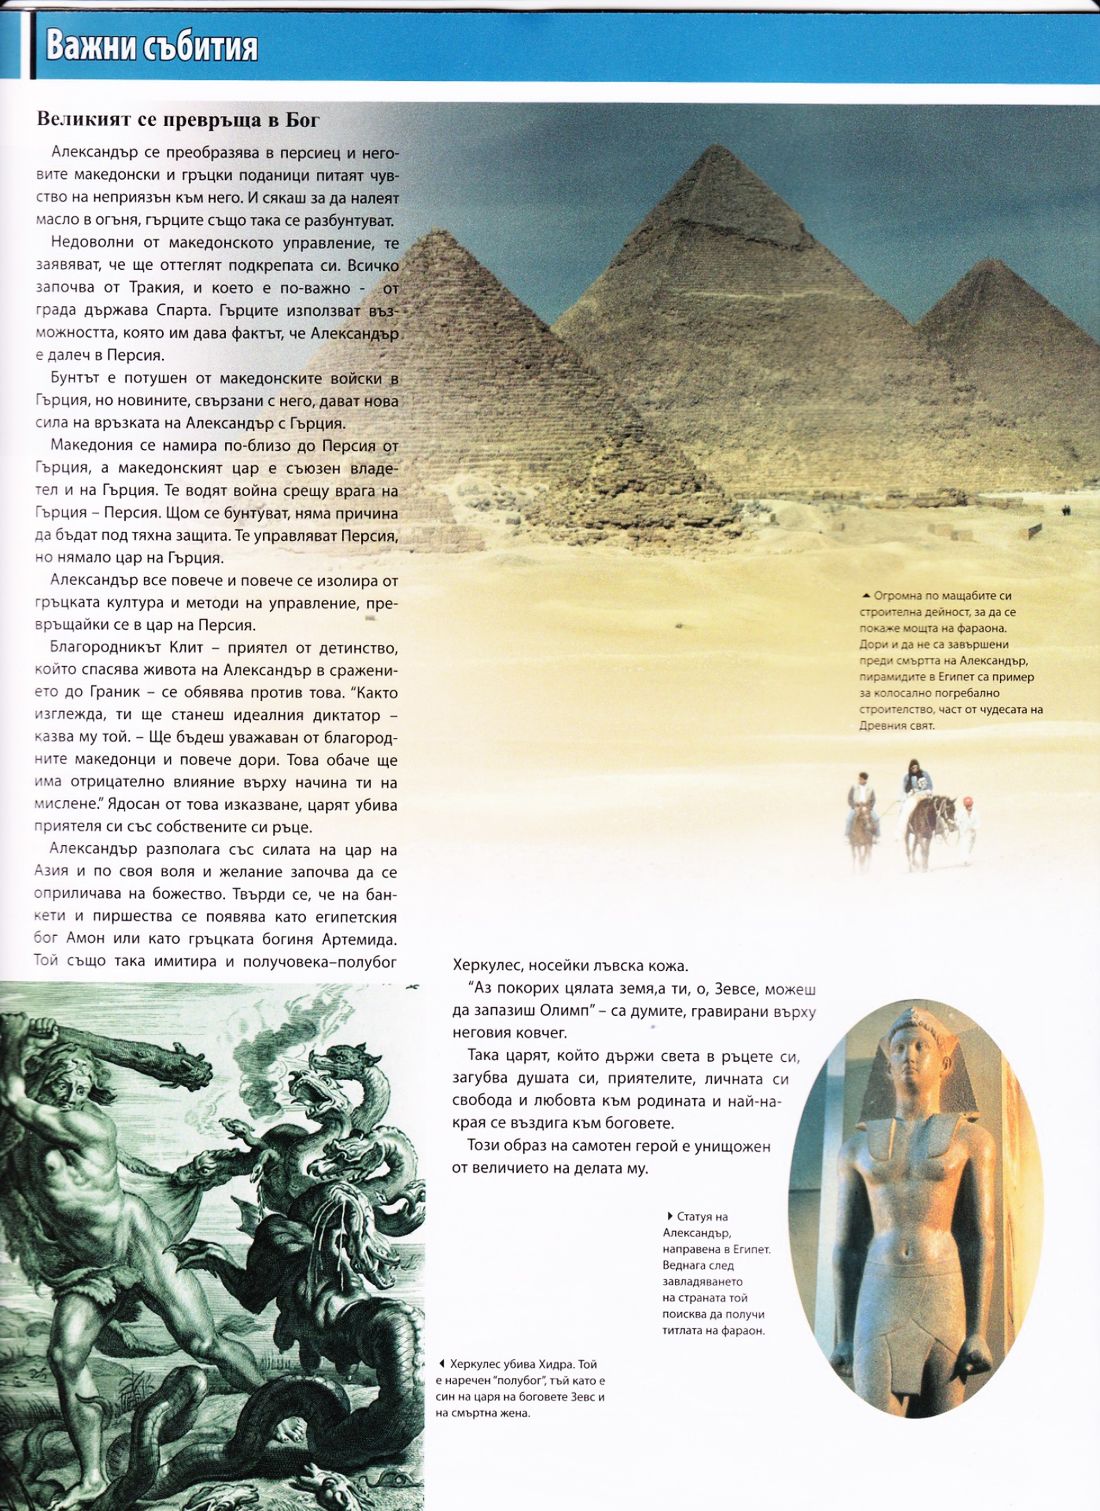 Важни събития
Великият се превръща в Бог
Александър се преобразява в персиец и него-
вите македонски и гръцки поданици питаят чув-
ство на неприязън към него. И сякаш за да налеят
масло в огъня, гърците също така се разбунтуват.
Недоволни от македонското управление, те
заявяват, че ще оттеглят подкрепата си. Всичко
започва от Тракия, и което е по-важно - от
града държава Спарта. Гърците използват въз-
можността, която им дава фактът, че Александър
е далеч в Персия.
Бунтът е потушен от македонските войски в
Гърция, но новините, свързани с него, дават нова
сила на връзката на Александър с Гърция.
Македония се намира по-близо до Персия от
Гърция, а македонският цар е съюзен владе-
тел и на Гърция. Те водят война срещу врага на
Гърция – Персия. Щом се бунтуват, няма причина
да бъдат под тяхна защита. Те управляват Персия,
но нямало цар на Гърция.
Александър все повече и повече се изолира от
гръцката култура и методи на управление, пре-
връщайки се в цар на Персия.
Благородникът Клит – приятел от детинство,
който спасява живота на Александър в сражени-
ето до Граник – се обявява против това. “Както
изглежда, ти ще станеш идеалния диктатор –
казва му той. – Ще бъдеш уважаван от благород-
ните македонци и повече дори. Това обаче ще
има отрицателно влияние върху начина ти на
мислене.” Ядосан от това изказване, царят убива
приятеля си със собствените си ръце.
Александър разполага със силата на цар на
Азия и по своя воля и желание започва да се
оприличава на божество. Твърди се, че на бан-
кети и пиршества се появява като египетския
бог Амон или като гръцката богиня Артемида.
Той също така имитира и получовека–полубог
Херкулес, носейки лъвска кожа.
“Аз покорих цялата земя,а ти, о, Зевсе, можеш
да запазиш Олимп” – са думите, гравирани върху
неговия ковчег.
Така царят, който държи света в ръцете си,
загубва душата си, приятелите, личната си
свобода и любовта към родината и най-на-
края се въздига към боговете.
Този образ на самотен герой е унищожен
от величието на делата му.
▲ Огромна по мащабите си
строителна дейност, за да се
покаже мощта на фараона.
Дори и да не са завършени
преди смъртта на Александър,
пирамидите в Египет са пример
за колосално погребално
строителство, част от чудесата на
Древния свят.
▶ Статуя на
Александър,
направена в Египет.
Веднага след
завладяването
на страната той
поисква да получи
титлата на фараон.
◀ Херкулес убива Хидра. Той
е наречен “полубог”, тъй като е
син на царя на боговете Зевс и
на смъртна жена.